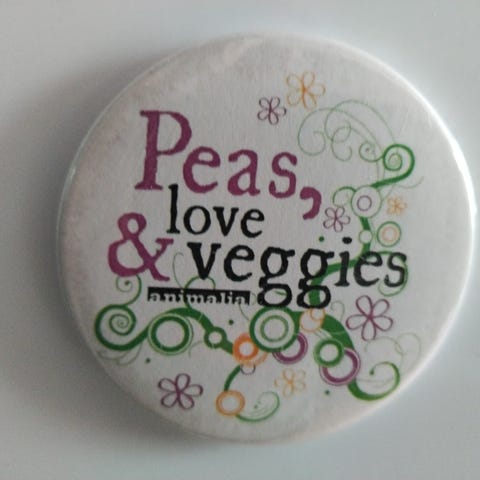 Peas,
love
& veggies
animalia